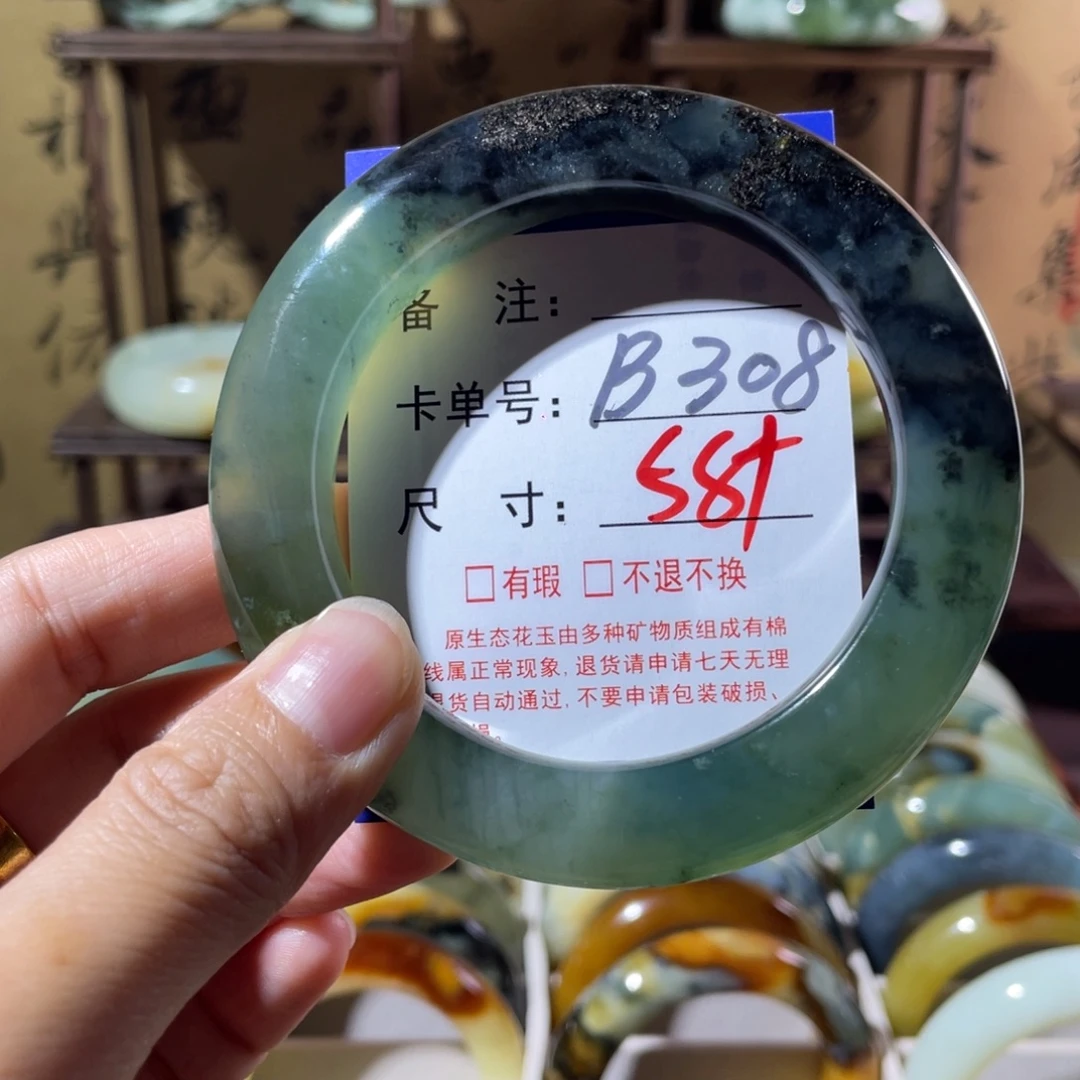 备 注：
卡单号：B308
尺 寸：58+
□有瑕 □不退不换
原生态花玉由多种矿物质组成有棉
线属正常现象，退货请申请七天无理
货自动通过，不要申请包装破损、